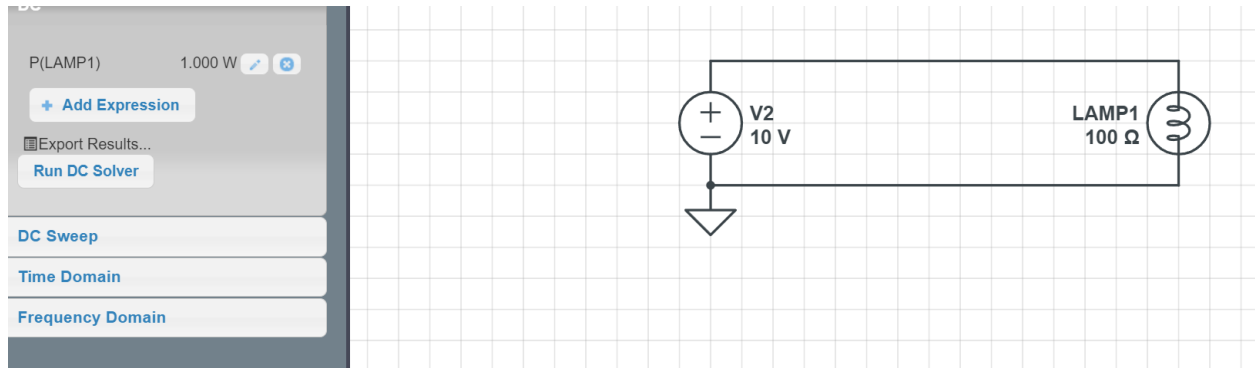 DC
P(LAMP1) 1.000 W
+ Add Expression
Export Results...
Run DC Solver
DC Sweep
Time Domain
Frequency Domain
V2
10 V
LAMP1
100 Ω